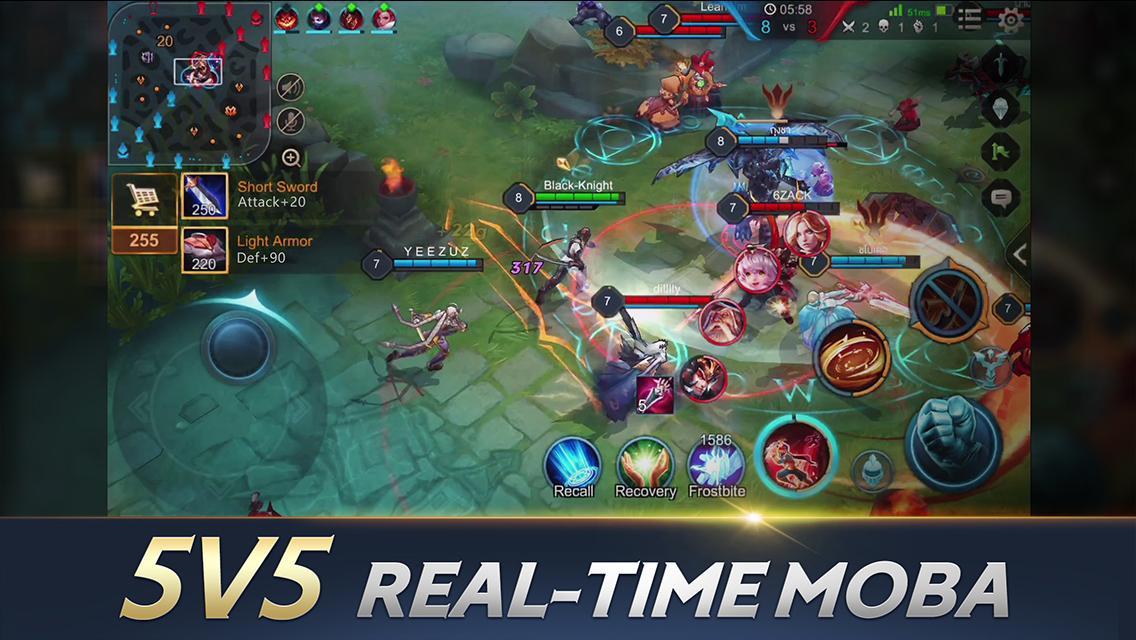 20
Lean
7
6
05:58
8 vs 3
2
1
1
51ms
Short Sword
Attack+20
250
255
Light Armor
Def+90
220
8
Black-Knight
8
7
6ZACK
7
YEEZUZ
+22g
317
7
dillily
7
7
5
W
1586
Recall
Recovery
Frostbite
5V5 REAL-TIME MOBA